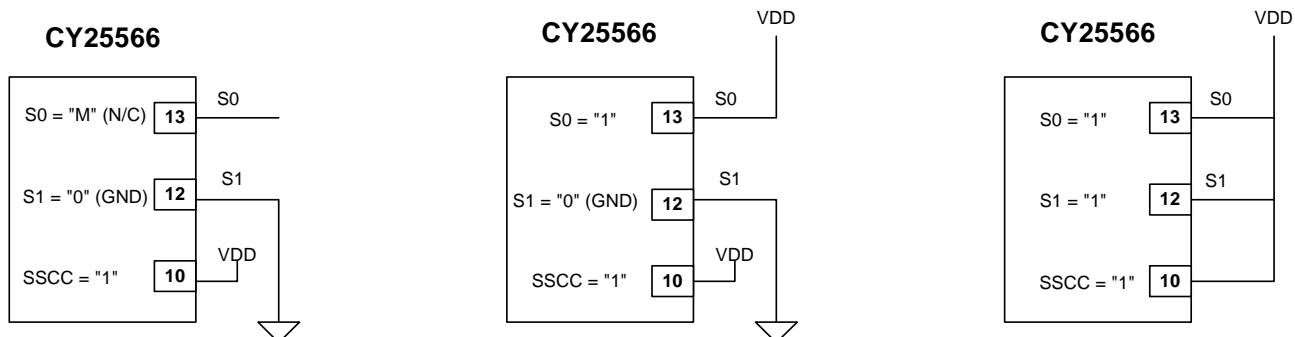 CY25566
S0 = "M" (N/C)
13
S0
S1 = "0" (GND)
12
S1
SSCC = "1"
10
VDD
CY25566
VDD
S0 = "1"
13
S0
S1 = "0" (GND)
12
S1
SSCC = "1"
10
VDD
CY25566
VDD
S0 = "1"
13
S0
S1 = "1"
12
S1
SSCC = "1"
10